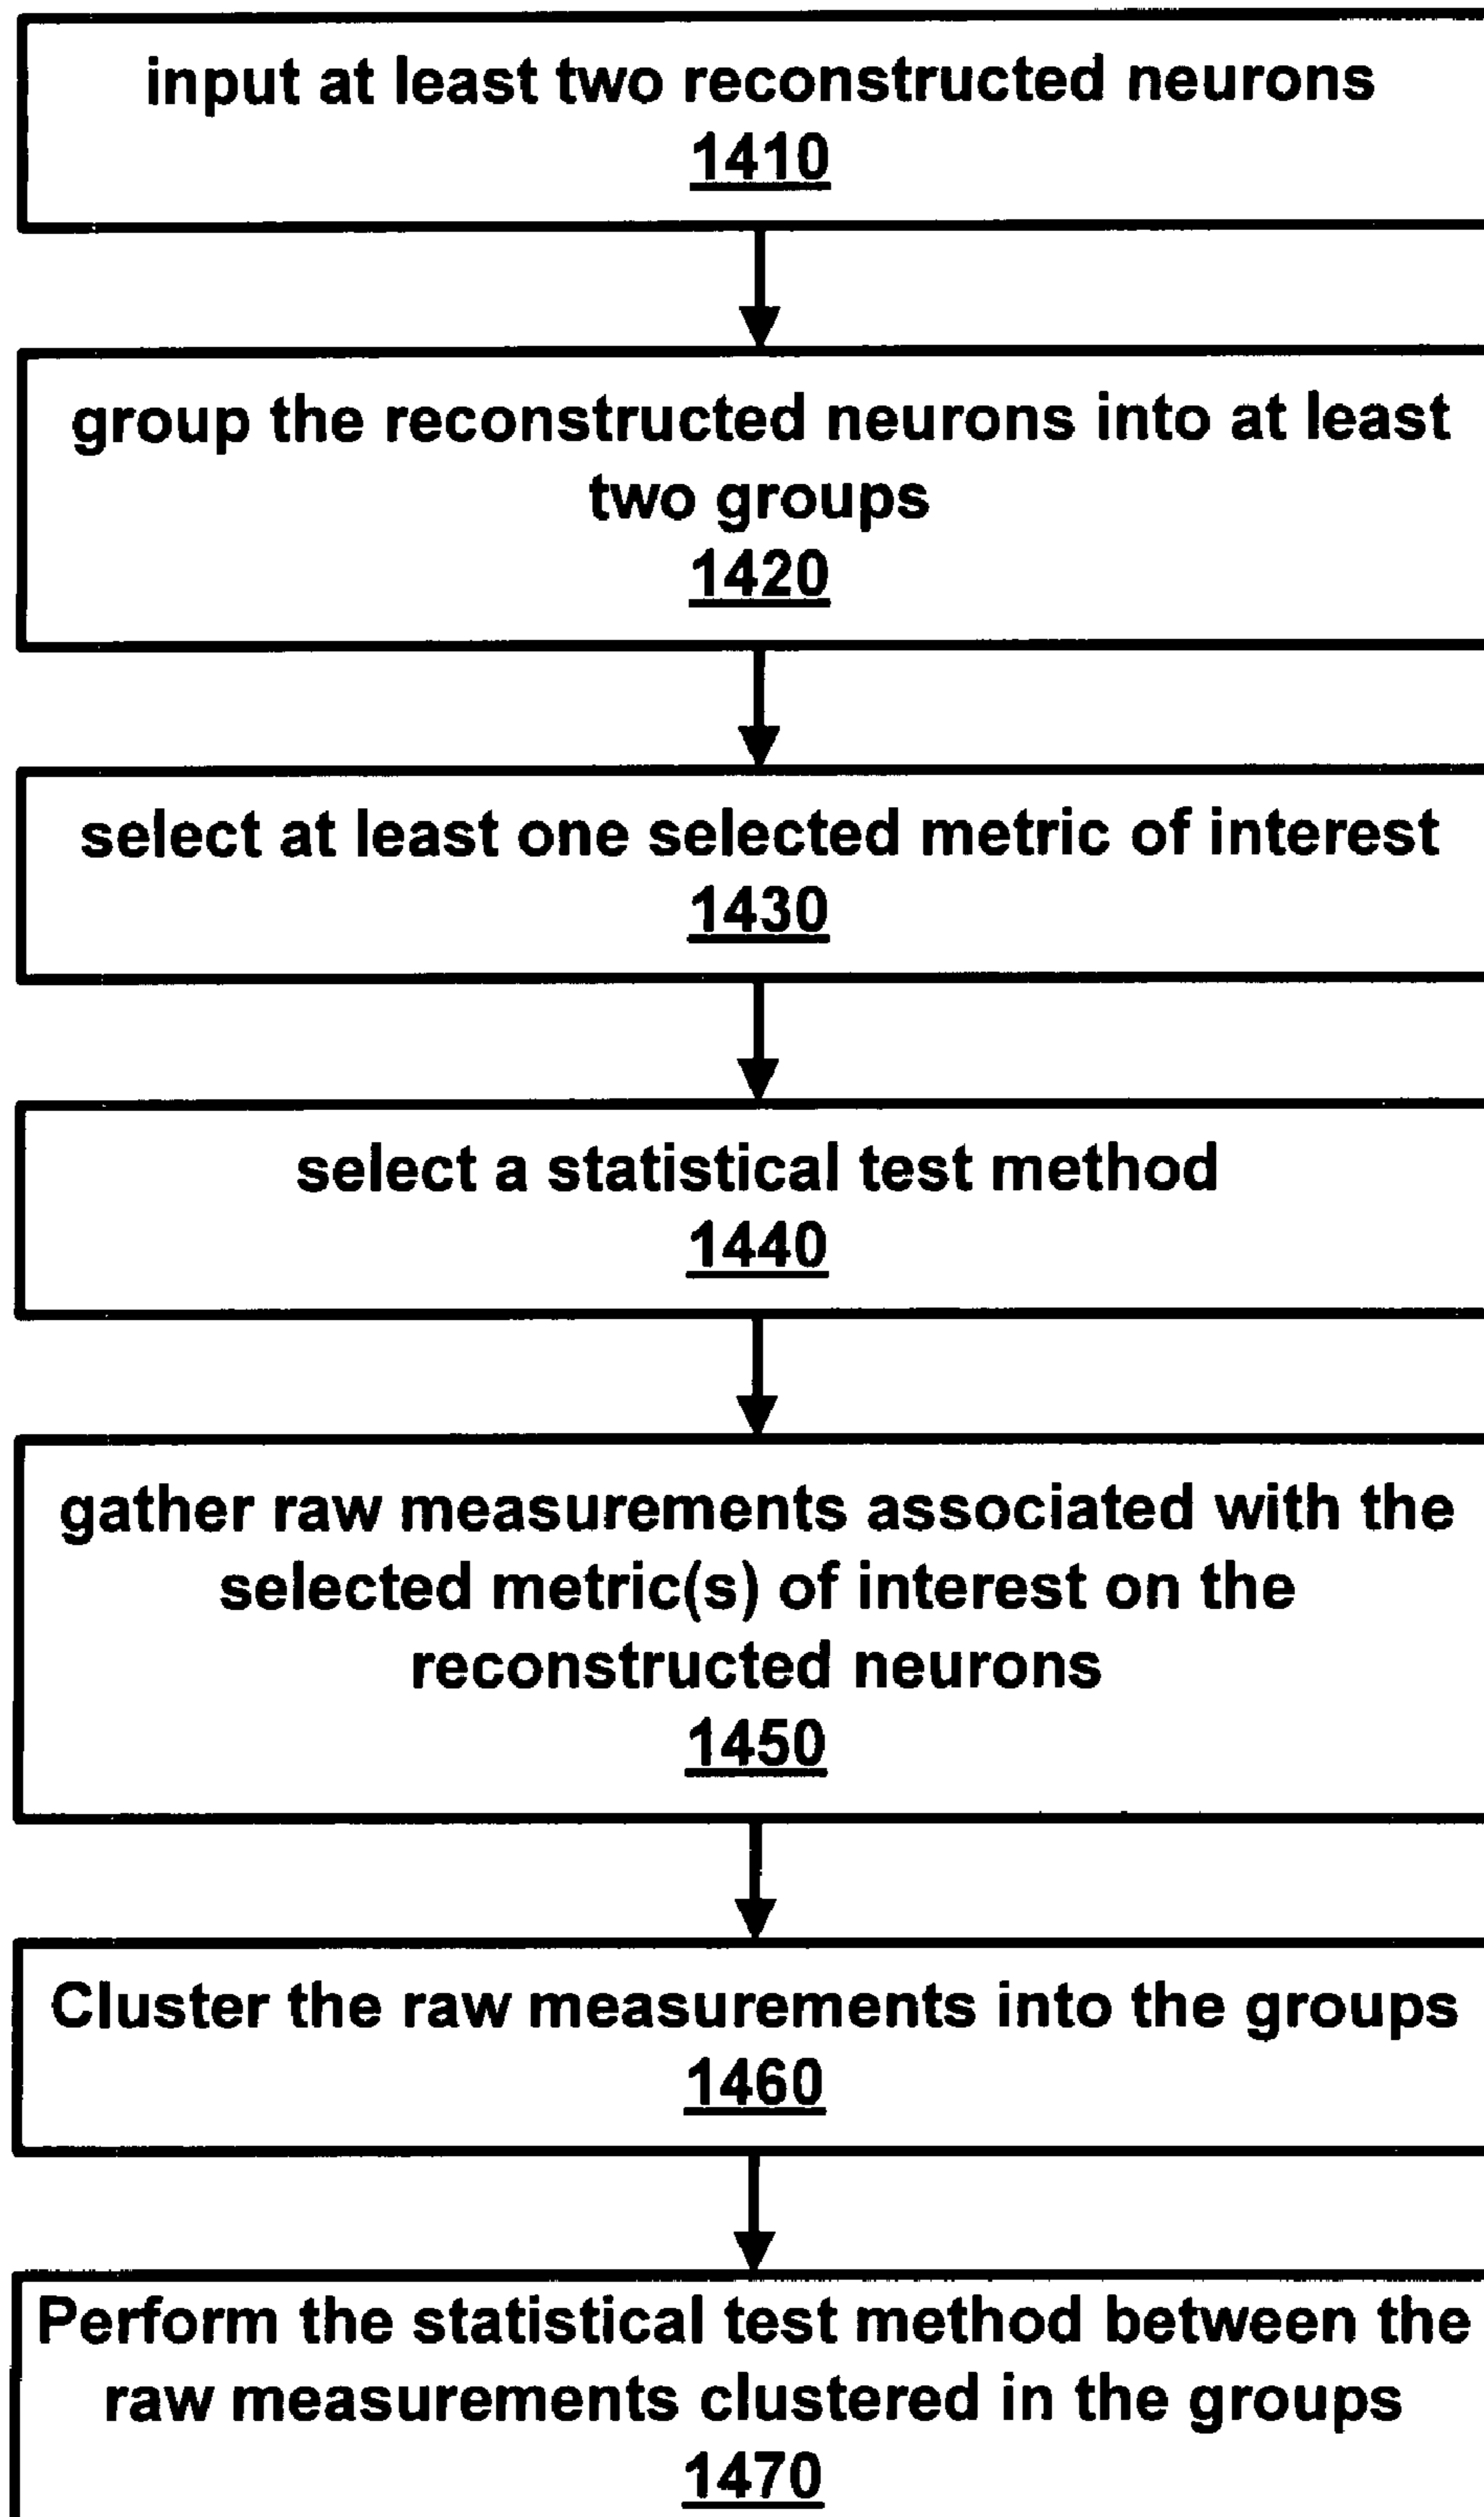 input at least two reconstructed neurons
1410
group the reconstructed neurons into at least
two groups
1420
select at least one selected metric of interest
1430
select a statistical test method
1440
gather raw measurements associated with the
selected metric(s) of interest on the
reconstructed neurons
1450
Cluster the raw measurements into the groups
1460
Perform the statistical test method between the
raw measurements clustered in the groups
1470